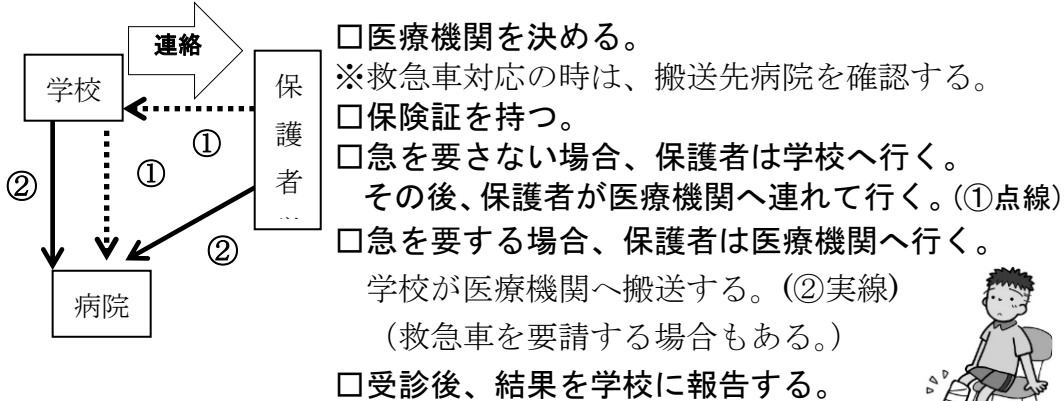 連絡
学校
保
護
者
①
①
②
②
病院
□医療機関を決める。
※救急車対応の時は、搬送先病院を確認する。
□保険証を持つ。
□急を要さない場合、保護者は学校へ行く。
その後、保護者が医療機関へ連れて行く。(①点線)
□急を要する場合、保護者は医療機関へ行く。
学校が医療機関へ搬送する。(②実線)
（救急車を要請する場合もある。）
□受診後、結果を学校に報告する。